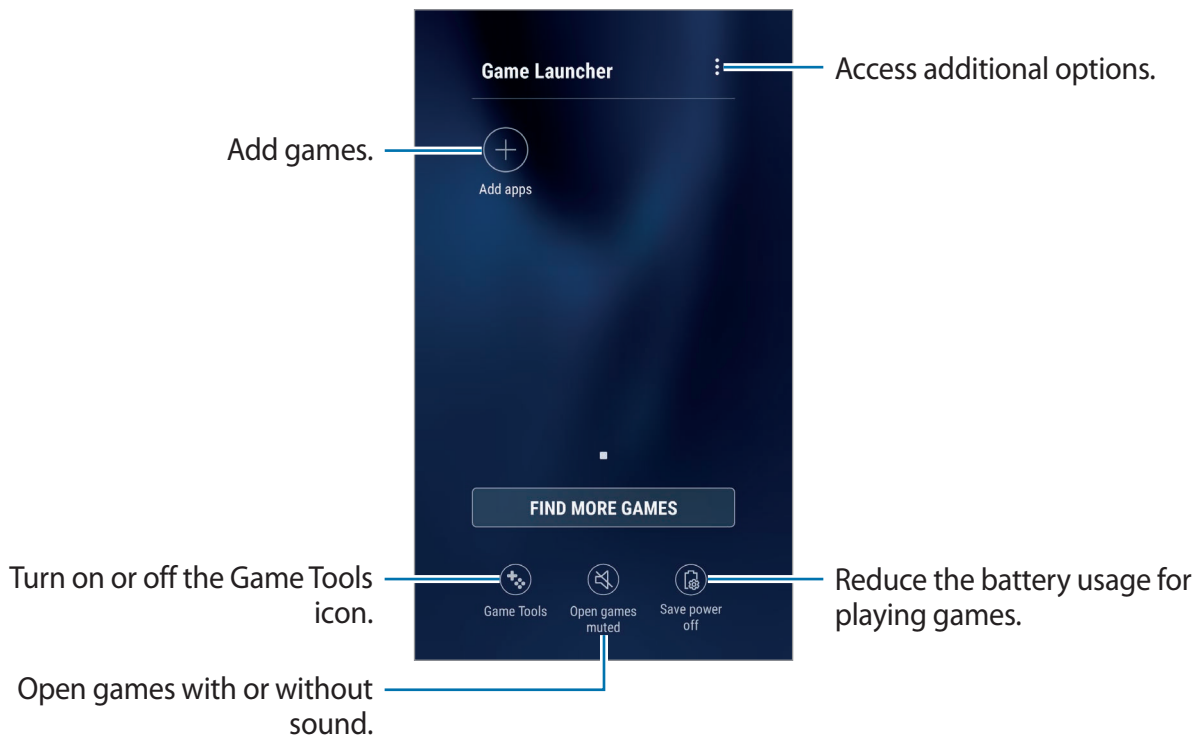 Game Launcher
Access additional options.
Add games.
Add apps
FIND MORE GAMES
Turn on or off the Game Tools
icon.
Game Tools
Open games
muted
Save power
off
Reduce the battery usage for
playing games.
Open games with or without
sound.